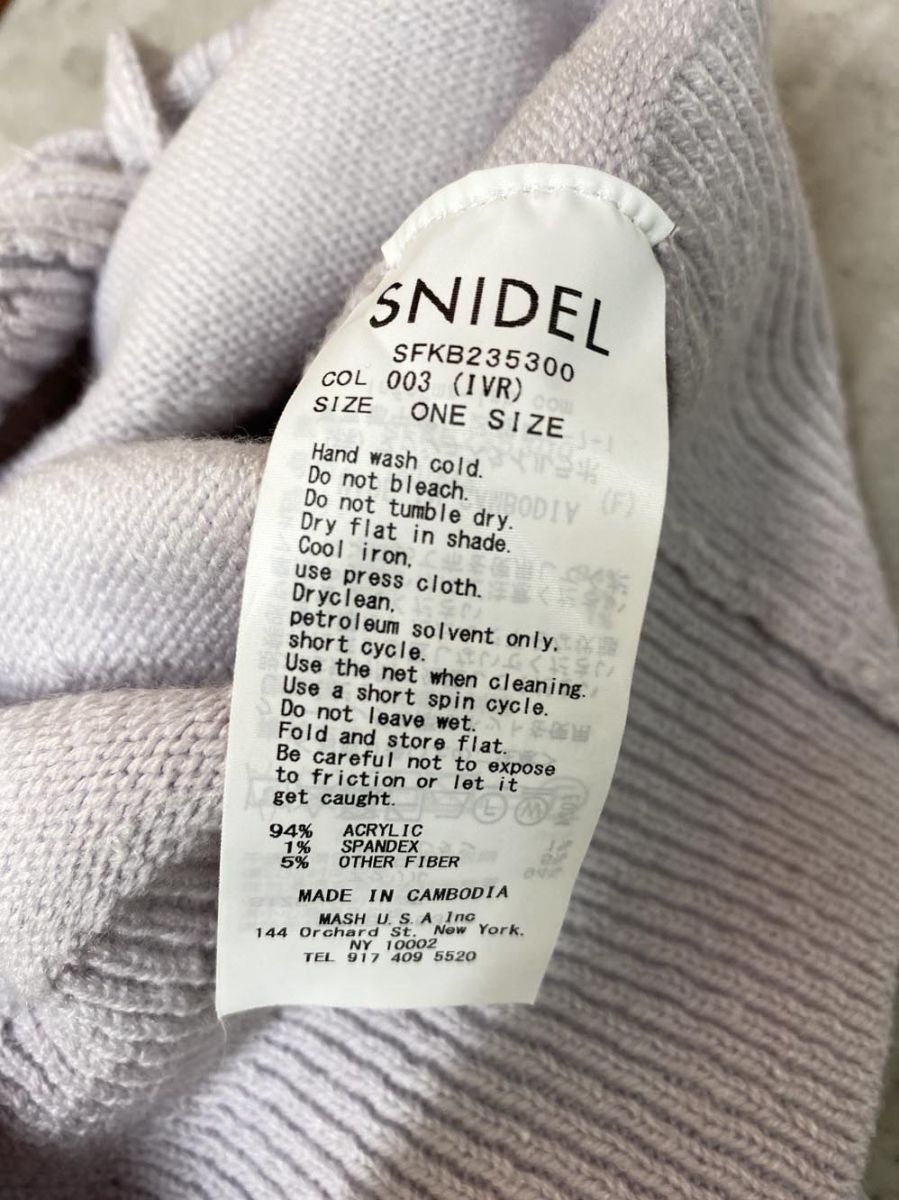 SNIDEL
SFKB235300
COL 003 (IVR)
SIZE ONE SIZE
Hand wash cold.
Do not bleach.
Do not tumble dry.
Dry flat in shade.
Cool iron,
use press cloth.
Dryclean,
petroleum solvent only,
short cycle.
Use the net when cleaning.
Use a short spin cycle.
Do not leave wet.
Fold and store flat.
Be careful not to expose
to friction or let it
get caught.
94% ACRYLIC
1% SPANDEX
5% OTHER FIBER
MADE IN CAMBODIA
MASH U.S.A Inc
144 Orchard St. New York.
NY 10002
TEL 917 409 5520